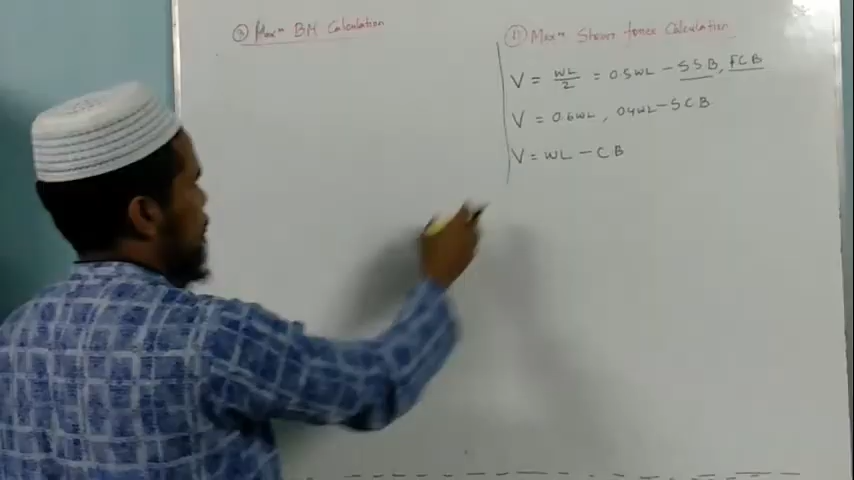 ② Maxᵐ BM Calculation
① Maxᵐ Shear force Calculation
V = WL/2 = 0.5WL - SSB, FCB
V = 0.6WL, 0.4WL - SCB
V = WL - CB